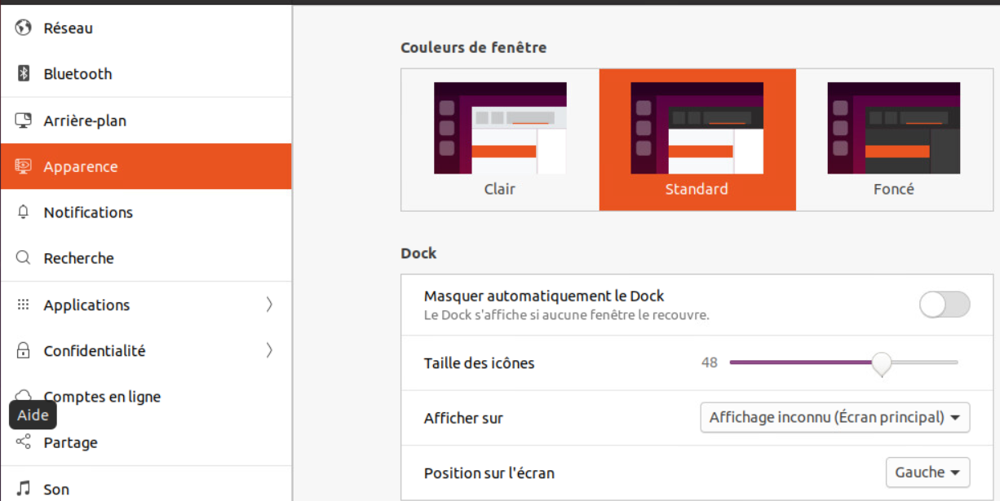 Réseau
Bluetooth
Arrière-plan
Apparence
Notifications
Recherche
Applications
Confidentialité
Comptes en ligne
Aide
Partage
Son
Couleurs de fenêtre
Clair
Standard
Foncé
Dock
Masquer automatiquement le Dock
Le Dock s'affiche si aucune fenêtre le recouvre.
Taille des icônes
48
Afficher sur
Affichage inconnu (Écran principal)
Position sur l'écran
Gauche